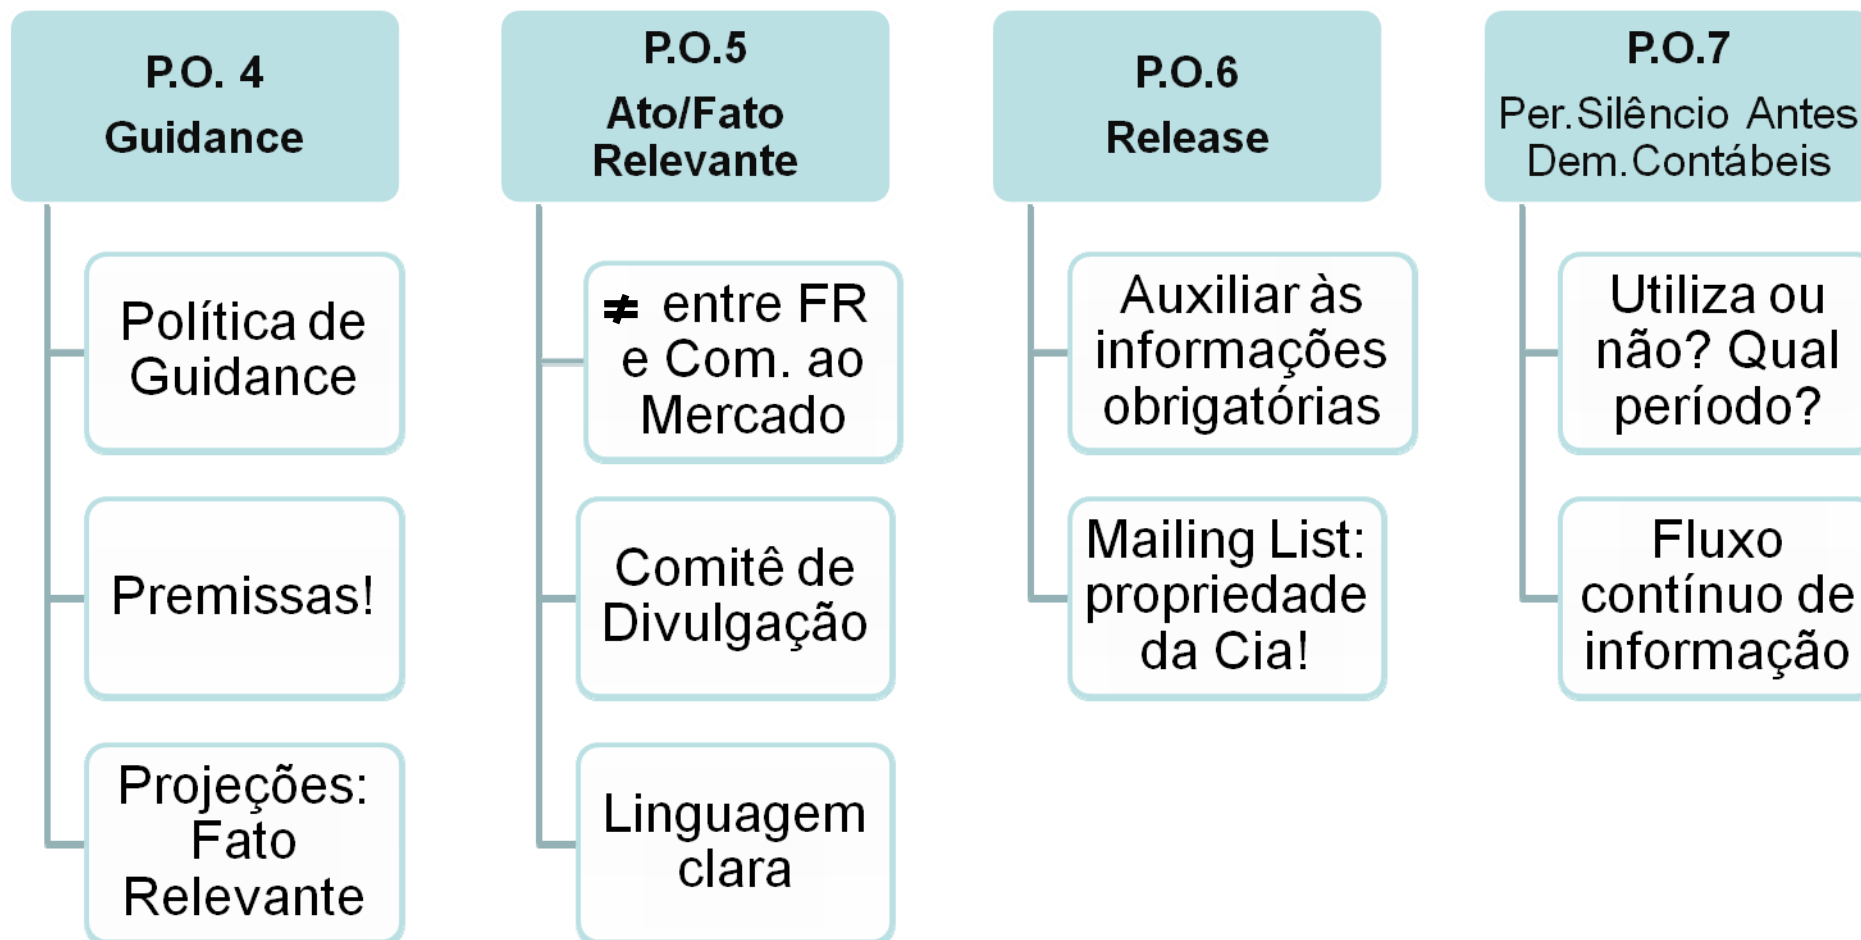 P.O. 4
Guidance
Política de
Guidance
Premissas!
Projeções:
Fato
Relevante
P.O.5
Ato/Fato
Relevante
≠ entre FR
e Com. ao
Mercado
Comitê de
Divulgação
Linguagem
clara
P.O.6
Release
Auxiliar às
informações
obrigatórias
Mailing List:
propriedade
da Cia!
P.O.7
Per.Silêncio Antes
Dem.Contábeis
Utiliza ou
não? Qual
período?
Fluxo
contínuo de
informação